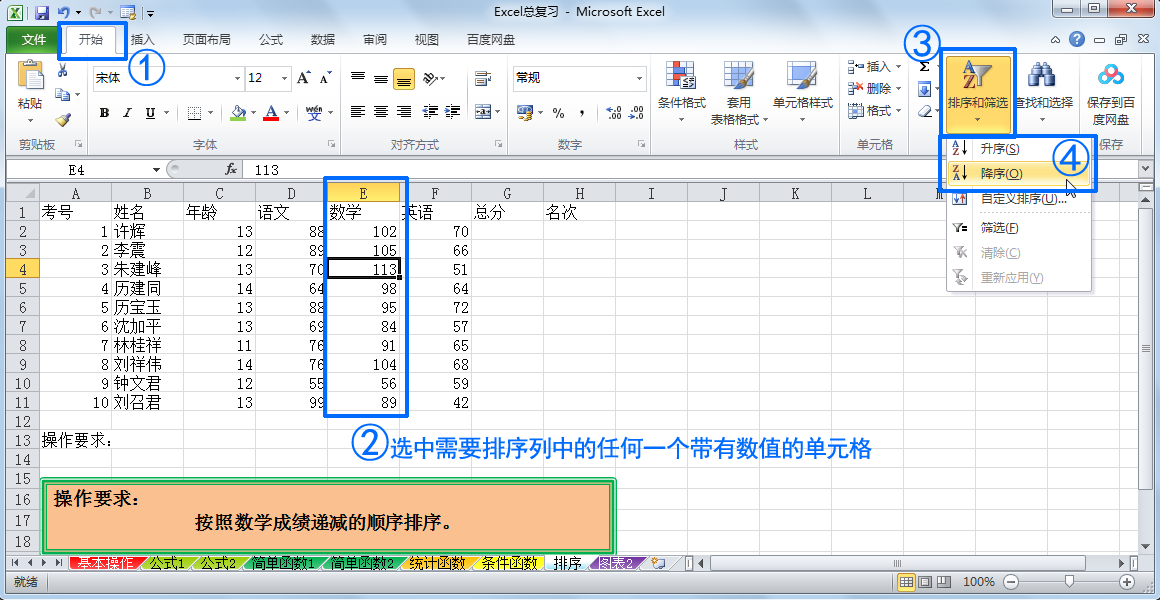 Excel总复习 - Microsoft Excel
文件 开始 插入 页面布局 公式 数据 审阅 视图 百度网盘
① ③
宋体 12 常规
粘贴 B I U 条件格式 套用 表格格式 单元格样式 插入 删除 格式 排序和筛选 查找和选择 保存到百度网盘
剪贴板 字体 对齐方式 数字 样式 单元格 保存
升序(S)
降序(O)
④
自定义排序(U)...
筛选(F)
清除(C)
重新应用(Y)
E4 fx 113
A B C D E F G H I J K L M
1 考号 姓名 年龄 语文 数学 英语 总分 名次
2 1 许辉 13 88 102 70
3 2 李震 12 89 105 66
4 3 朱建峰 13 70 113 51
5 4 历建同 14 64 98 64
6 5 历宝玉 13 88 95 72
7 6 沈加平 13 69 84 57
8 7 林桂祥 11 76 91 65
9 8 刘祥伟 14 76 104 68
10 9 钟文君 12 55 56 59
11 10 刘召君 13 99 89 42
12
13 操作要求：
②选中需要排序列中的任何一个带有数值的单元格
14
15
16 操作要求：
17 按照数学成绩递减的顺序排序。
18
基本操作 公式1 公式2 简单函数1 简单函数2 统计函数 条件函数 排序 图表2
就绪 100%